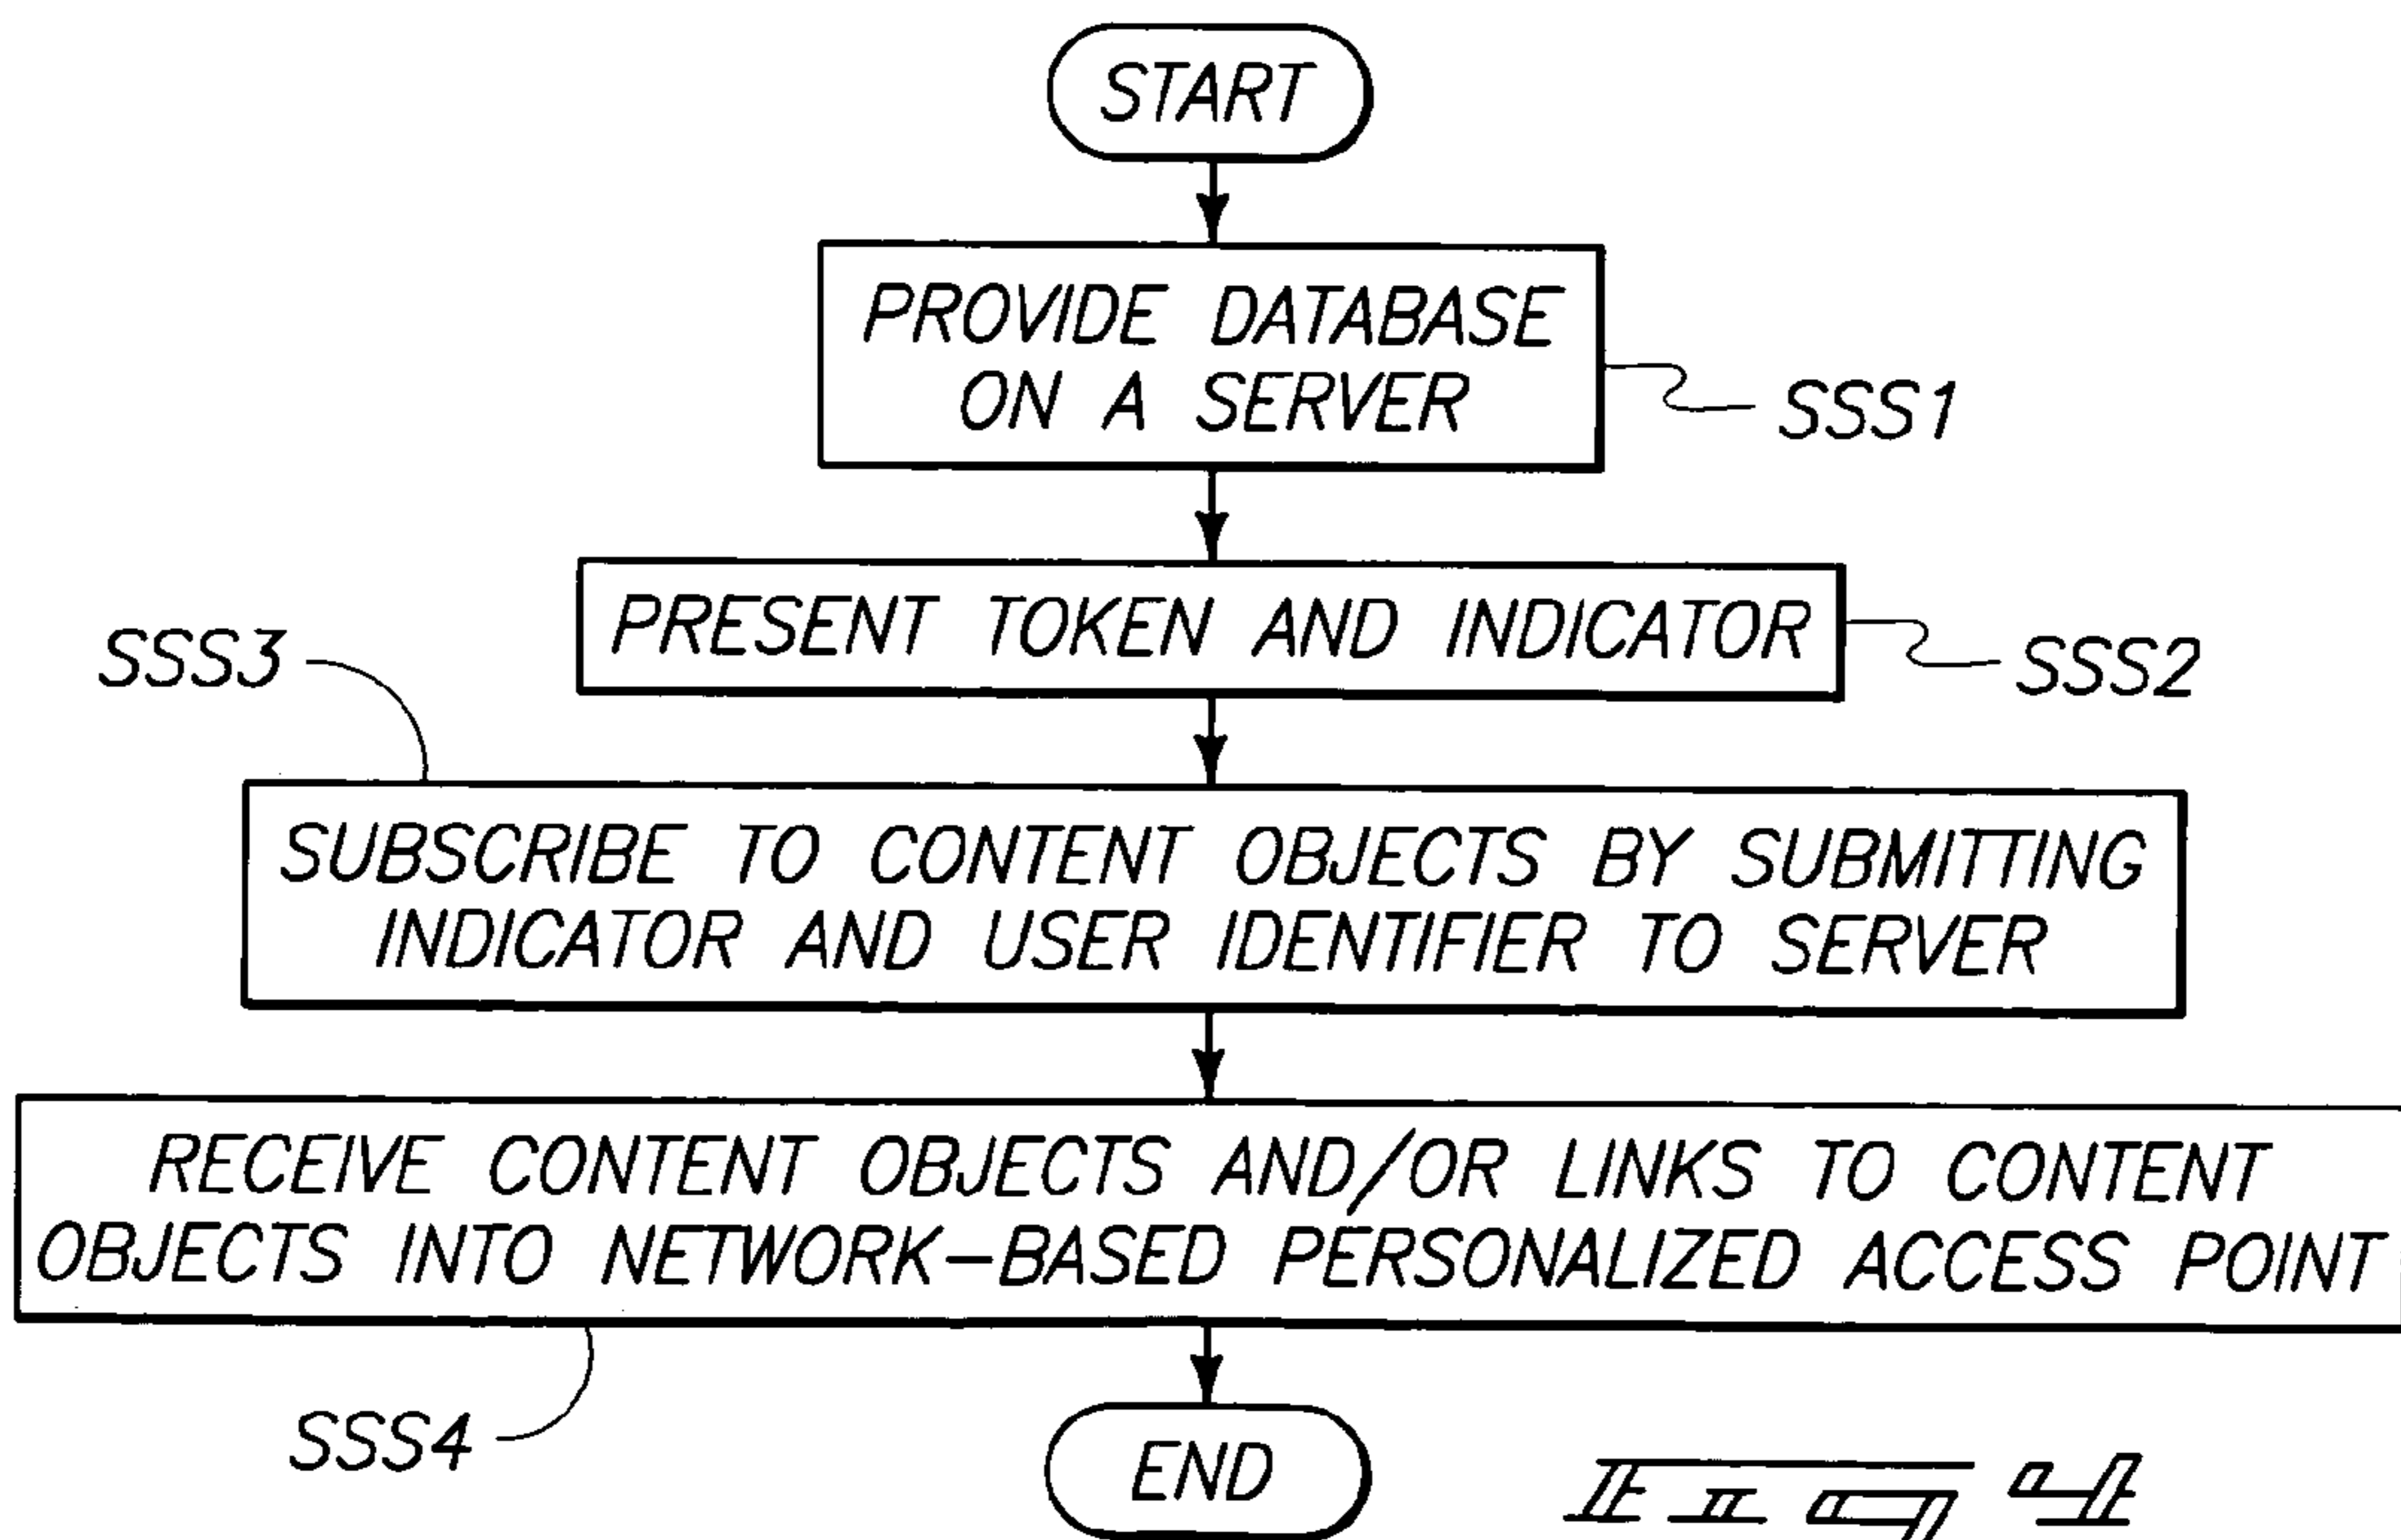 START
PROVIDE DATABASE
ON A SERVER
SSS1
PRESENT TOKEN AND INDICATOR
SSS2
SSS3
SUBSCRIBE TO CONTENT OBJECTS BY SUBMITTING
INDICATOR AND USER IDENTIFIER TO SERVER
RECEIVE CONTENT OBJECTS AND/OR LINKS TO CONTENT
OBJECTS INTO NETWORK-BASED PERSONALIZED ACCESS POINT
SSS4
END
FIG 4